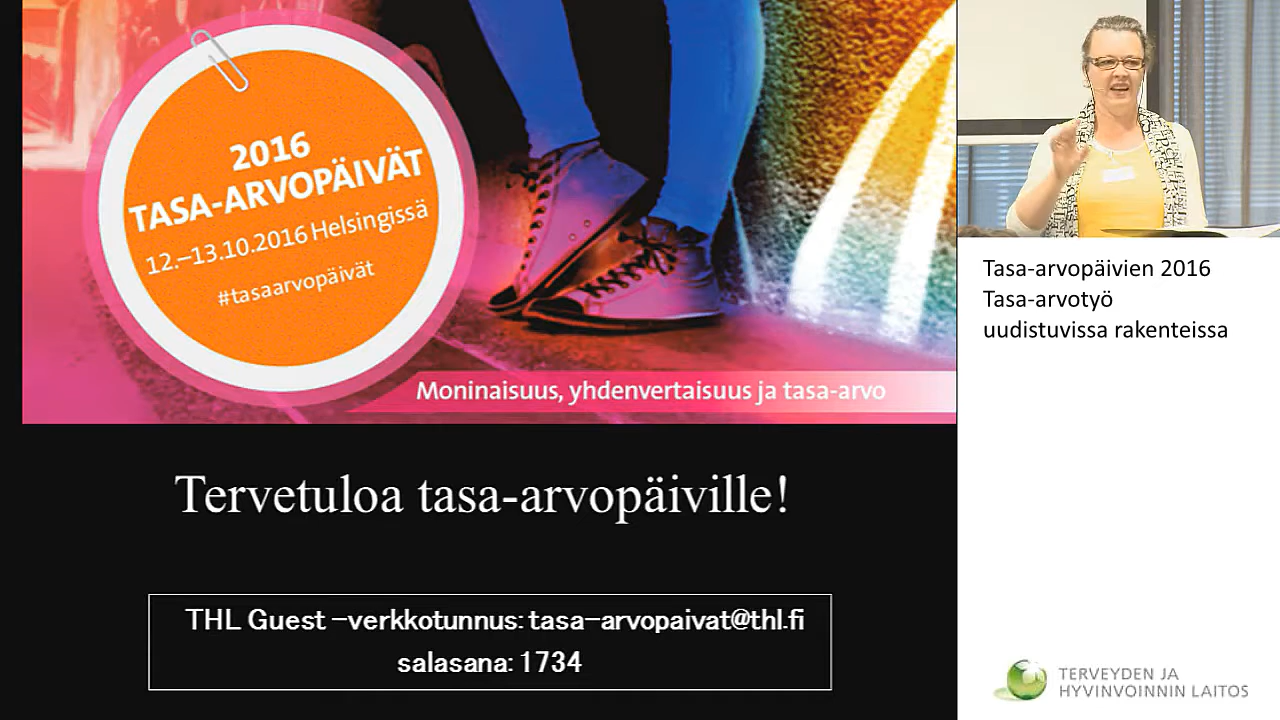 2016
TASA-ARVOPÄIVÄT
12.–13.10.2016 Helsingissä
#tasaarvopäivät
Moninaisuus, yhdenvertaisuus ja tasa-arvo
Tervetuloa tasa-arvopäiville!
THL Guest –verkkotunnus: tasa-arvopaivat@thl.fi
salasana: 1734
Tasa-arvopäivien 2016
Tasa-arvotyö
uudistuvissa rakenteissa
TERVEYDEN JA
HYVINVOINNIN LAITOS